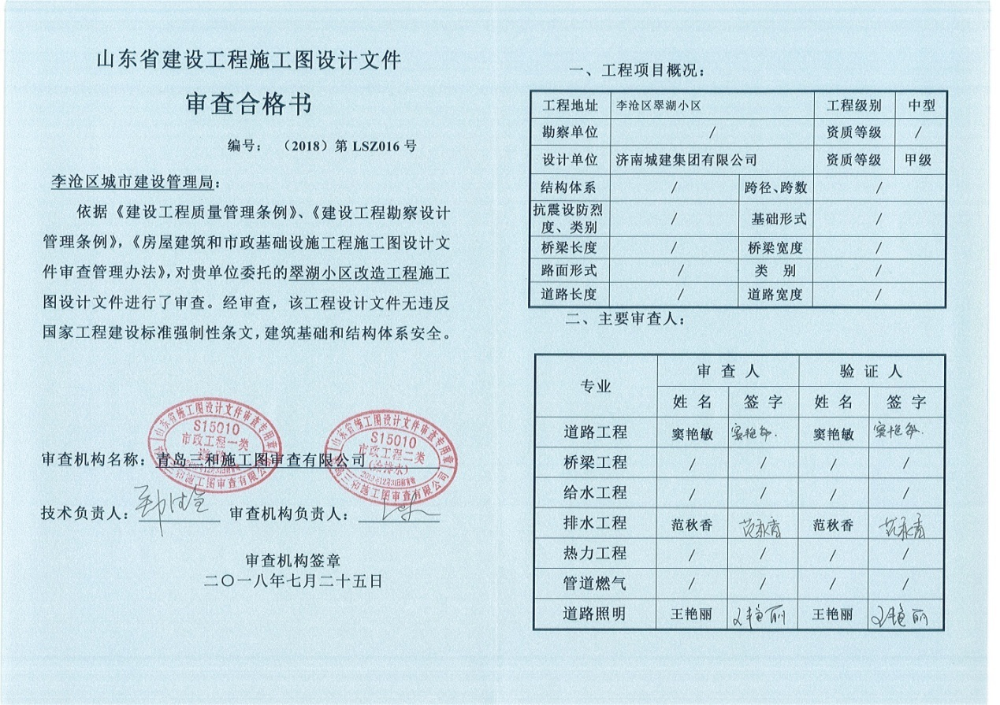 山东省建设工程施工图设计文件
审查合格书
编号： （2018）第 LSZ016 号
李沧区城市建设管理局：
依据《建设工程质量管理条例》、《建设工程勘察设计
管理条例》，《房屋建筑和市政基础设施工程施工图设计文
件审查管理办法》，对贵单位委托的翠湖小区改造工程施工
图设计文件进行了审查。经审查，该工程设计文件无违反
国家工程建设标准强制性条文，建筑基础和结构体系安全。
山东省施工图设计文件审查专用章
S15010
市政工程一类
青岛三和施工图审查有限公司
山东省施工图设计文件审查专用章
S15010
市政工程二类
（给排水）
青岛三和施工图审查有限公司
审查机构名称：青岛三和施工图审查有限公司
技术负责人： 审查机构负责人：
审查机构签章
二〇一八年七月二十五日
一、工程项目概况：
工程地址 李沧区翠湖小区 工程级别 中型
勘察单位 / 资质等级 /
设计单位 济南城建集团有限公司 资质等级 甲级
结构体系 / 跨径、跨数 /
抗震设防烈
度、类别 / 基础形式 /
桥梁长度 / 桥梁宽度 /
路面形式 / 类 别 /
道路长度 / 道路宽度 /
二、主要审查人：
专业 审 查 人 验 证 人
姓 名 签 字 姓 名 签 字
道路工程 窦艳敏 窦艳敏 窦艳敏 窦艳敏
桥梁工程 / / / /
给水工程 / / / /
排水工程 范秋香 范秋香 范秋香 范秋香
热力工程 / / / /
管道燃气 / / / /
道路照明 王艳丽 王艳丽 王艳丽 王艳丽